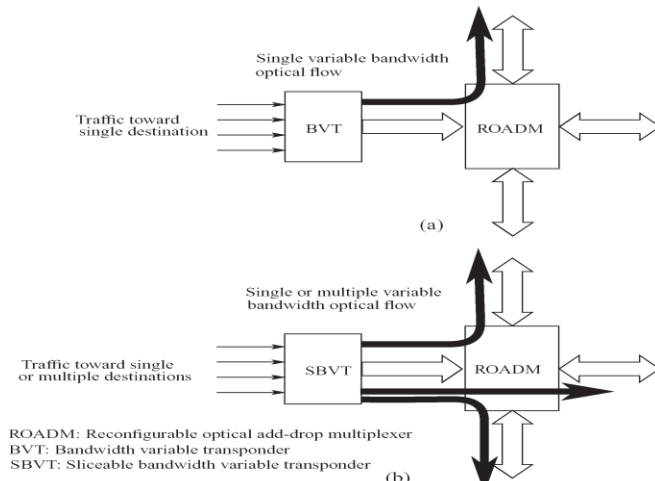 Single variable bandwidth
optical flow
Traffic toward
single destination
BVT
ROADM
(a)
Single or multiple variable
bandwidth optical flow
Traffic toward single
or multiple destinations
SBVT
ROADM
ROADM: Reconfigurable optical add-drop multiplexer
BVT: Bandwidth variable transponder
SBVT: Sliceable bandwidth variable transponder
(b)